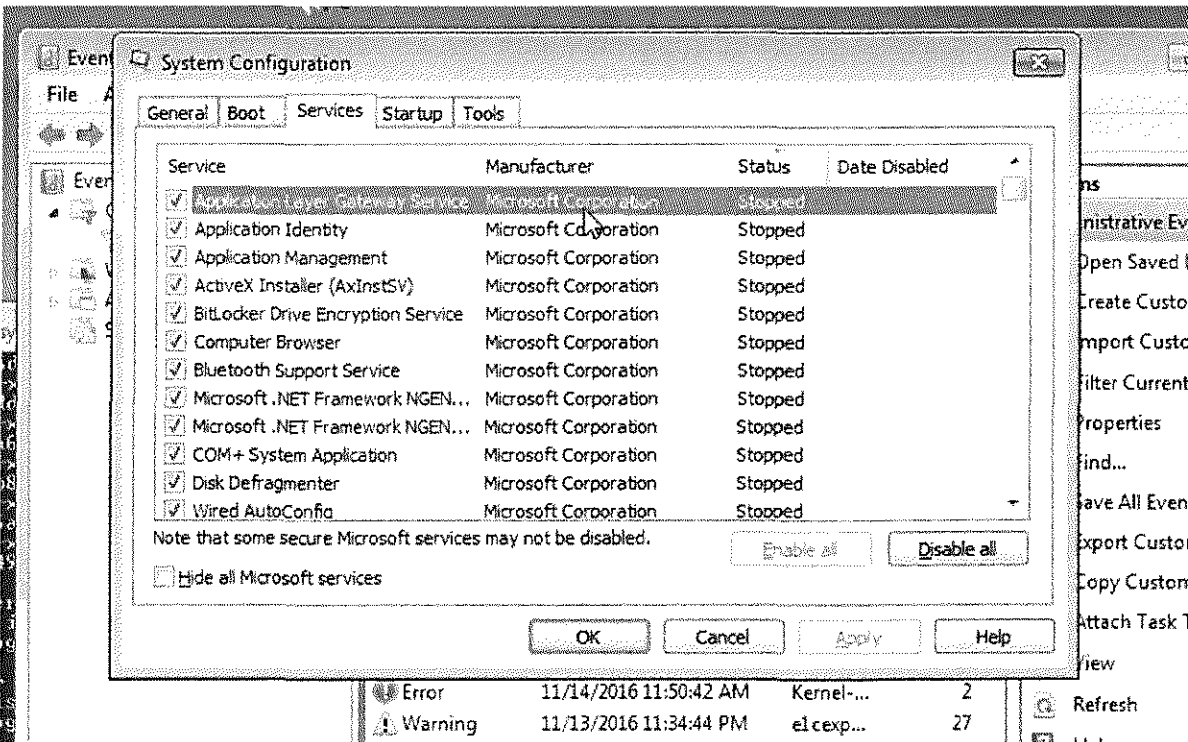 Even
System Configuration
File
General Boot Services Startup Tools
Service Manufacturer Status Date Disabled
Even
Application Layer Gateway Service Microsoft Corporation Stopped
Application Identity Microsoft Corporation Stopped
Application Management Microsoft Corporation Stopped
ActiveX Installer (AxInstSV) Microsoft Corporation Stopped
BitLocker Drive Encryption Service Microsoft Corporation Stopped
Computer Browser Microsoft Corporation Stopped
Bluetooth Support Service Microsoft Corporation Stopped
Microsoft .NET Framework NGEN... Microsoft Corporation Stopped
Microsoft .NET Framework NGEN... Microsoft Corporation Stopped
COM+ System Application Microsoft Corporation Stopped
Disk Defragmenter Microsoft Corporation Stopped
Wired AutoConfig Microsoft Corporation Stopped
Note that some secure Microsoft services may not be disabled.
Enable all Disable all
Hide all Microsoft services
OK Cancel Apply Help
Error 11/14/2016 11:50:42 AM Kernel-... 2
Warning 11/13/2016 11:34:44 PM e1cexp... 27
ns
nistrative Ev
Open Saved
Create Custo
mport Custo
ilter Current
Properties
Find...
Save All Even
Export Custo
Copy Custom
Attach Task T
View
Refresh